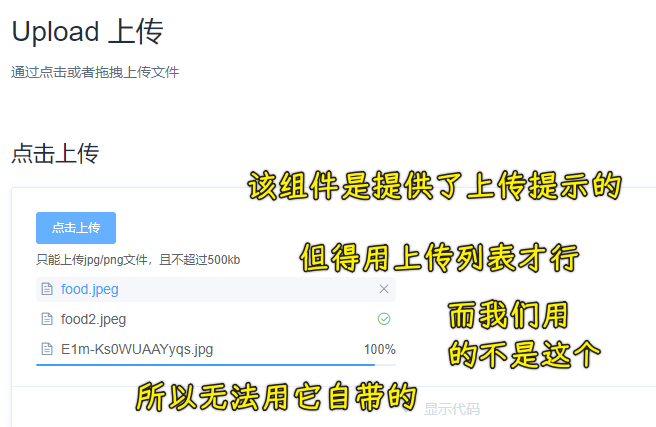 Upload 上传
通过点击或者拖拽上传文件
点击上传
该组件是提供了上传提示的
点击上传
但得用上传列表才行
只能上传jpg/png文件，且不超过500kb
food.jpeg
food2.jpeg
而我们用
的不是这个
E1m-Ks0WUAAYyqs.jpg 100%
所以无法用它自带的
显示代码